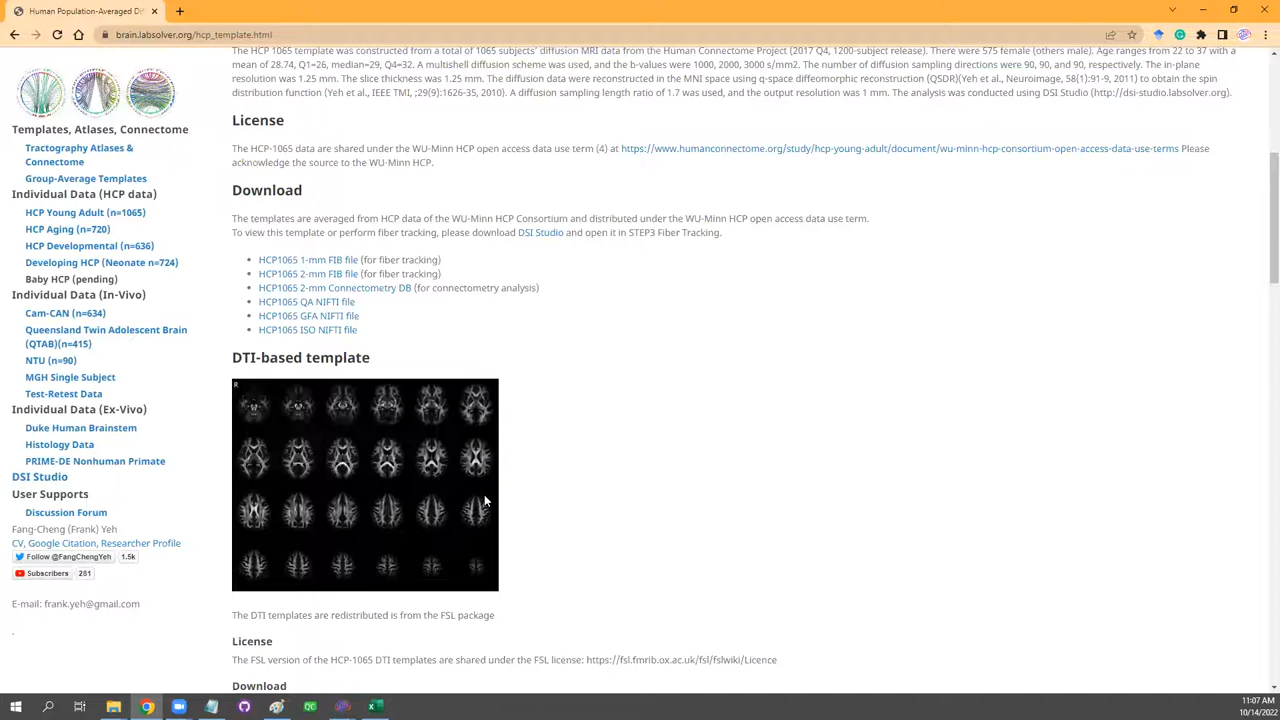 Human Population-Averaged Dif
brain.labsolver.org/hcp_template.html
The HCP 1065 template was constructed from a total of 1065 subjects' diffusion MRI data from the Human Connectome Project (2017 Q4, 1200-subject release). There were 575 female (others male). Age ranges from 22 to 37 with a
mean of 28.74, Q1=26, median=29, Q4=32. A multishell diffusion scheme was used, and the b-values were 1000, 2000, 3000 s/mm2. The number of diffusion sampling directions were 90, 90, and 90, respectively. The in-plane
resolution was 1.25 mm. The slice thickness was 1.25 mm. The diffusion data were reconstructed in the MNI space using q-space diffeomorphic reconstruction (QSDR)(Yeh et al., Neuroimage, 58(1):91-9, 2011) to obtain the spin
distribution function (Yeh et al., IEEE TMI, ;29(9):1626-35, 2010). A diffusion sampling length ratio of 1.7 was used, and the output resolution was 1 mm. The analysis was conducted using DSI Studio (http://dsi-studio.labsolver.org).
License
The HCP-1065 data are shared under the WU-Minn HCP open access data use term (4) at https://www.humanconnectome.org/study/hcp-young-adult/document/wu-minn-hcp-consortium-open-access-data-use-terms Please
acknowledge the source to the WU-Minn HCP.
Download
The templates are averaged from HCP data of the WU-Minn HCP Consortium and distributed under the WU-Minn HCP open access data use term.
To view this template or perform fiber tracking, please download DSI Studio and open it in STEP3 Fiber Tracking.
HCP1065 1-mm FIB file (for fiber tracking)
HCP1065 2-mm FIB file (for fiber tracking)
HCP1065 2-mm Connectometry DB (for connectometry analysis)
HCP1065 QA NIFTI file
HCP1065 GFA NIFTI file
HCP1065 ISO NIFTI file
DTI-based template
R
The DTI templates are redistributed is from the FSL package
License
The FSL version of the HCP-1065 DTI templates are shared under the FSL license: https://fsl.fmrib.ox.ac.uk/fsl/fslwiki/Licence
Download
Templates, Atlases, Connectome
Tractography Atlases &
Connectome
Group-Average Templates
Individual Data (HCP data)
HCP Young Adult (n=1065)
HCP Aging (n=720)
HCP Developmental (n=636)
Developing HCP (Neonate n=724)
Baby HCP (pending)
Individual Data (In-Vivo)
Cam-CAN (n=634)
Queensland Twin Adolescent Brain
(QTAB)(n=415)
NTU (n=90)
MGH Single Subject
Test-Retest Data
Individual Data (Ex-Vivo)
Duke Human Brainstem
Histology Data
PRIME-DE Nonhuman Primate
DSI Studio
User Supports
Discussion Forum
Fang-Cheng (Frank) Yeh
CV, Google Citation, Researcher Profile
Follow @FangChengYeh 1.5k
Subscribers 281
E-mail: frank.yeh@gmail.com
.
QC
11:07 AM
10/14/2022